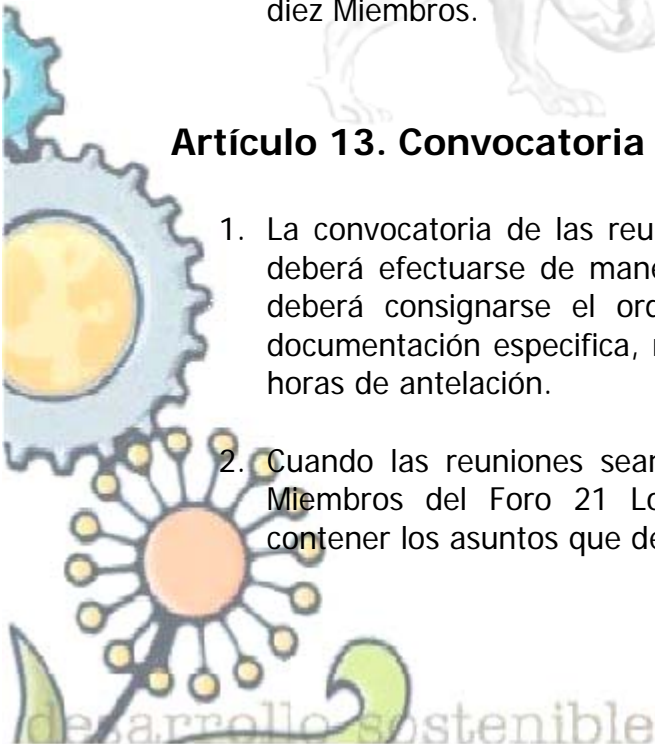 diez Miembros.
Artículo 13. Convocatoria
1. La convocatoria de las reu
deberá efectuarse de mane
deberá consignarse el ord
documentación especifica, r
horas de antelación.
2. Cuando las reuniones sean
Miembros del Foro 21 Lo
contener los asuntos que de
desarrollo sostenible